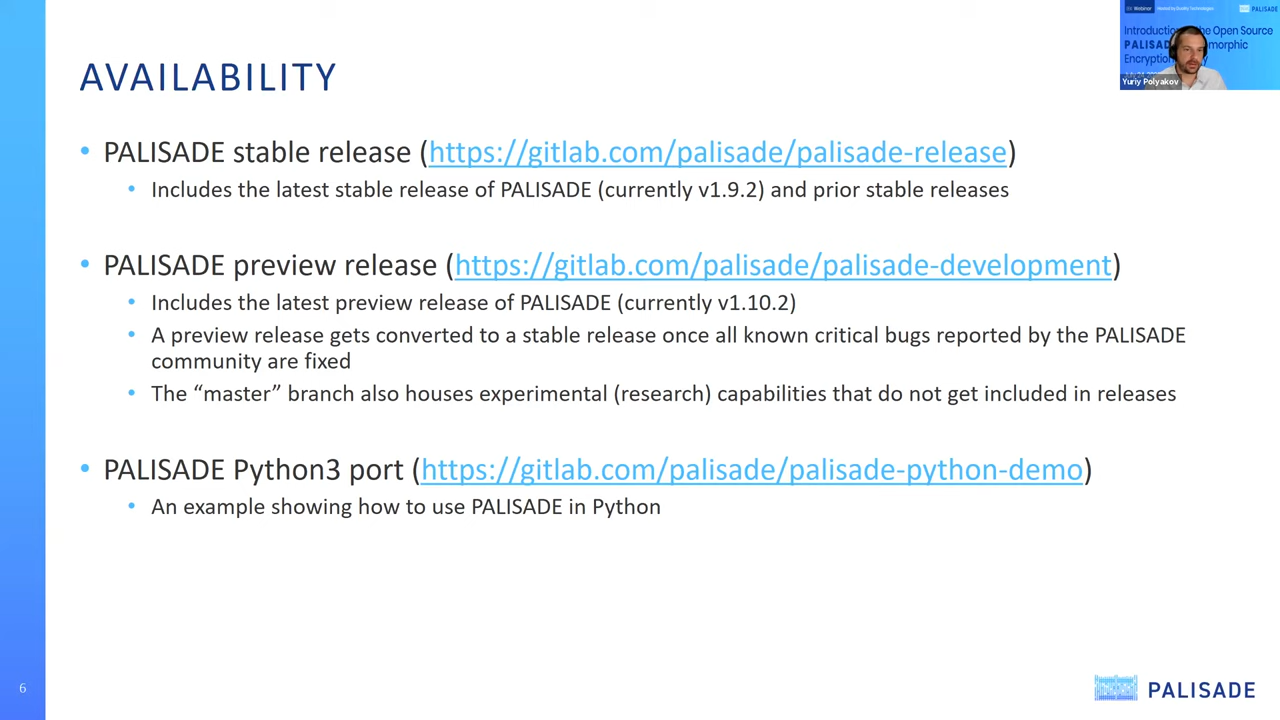 Webinar
PALISADE
Introduction
the Open Source
PALISADE
morphic
Encryption
Yuriy Polyakov
AVAILABILITY
• PALISADE stable release (https://gitlab.com/palisade/palisade-release)
• Includes the latest stable release of PALISADE (currently v1.9.2) and prior stable releases
• PALISADE preview release (https://gitlab.com/palisade/palisade-development)
• Includes the latest preview release of PALISADE (currently v1.10.2)
• A preview release gets converted to a stable release once all known critical bugs reported by the PALISADE
community are fixed
• The “master” branch also houses experimental (research) capabilities that do not get included in releases
• PALISADE Python3 port (https://gitlab.com/palisade/palisade-python-demo)
• An example showing how to use PALISADE in Python
6
PALISADE